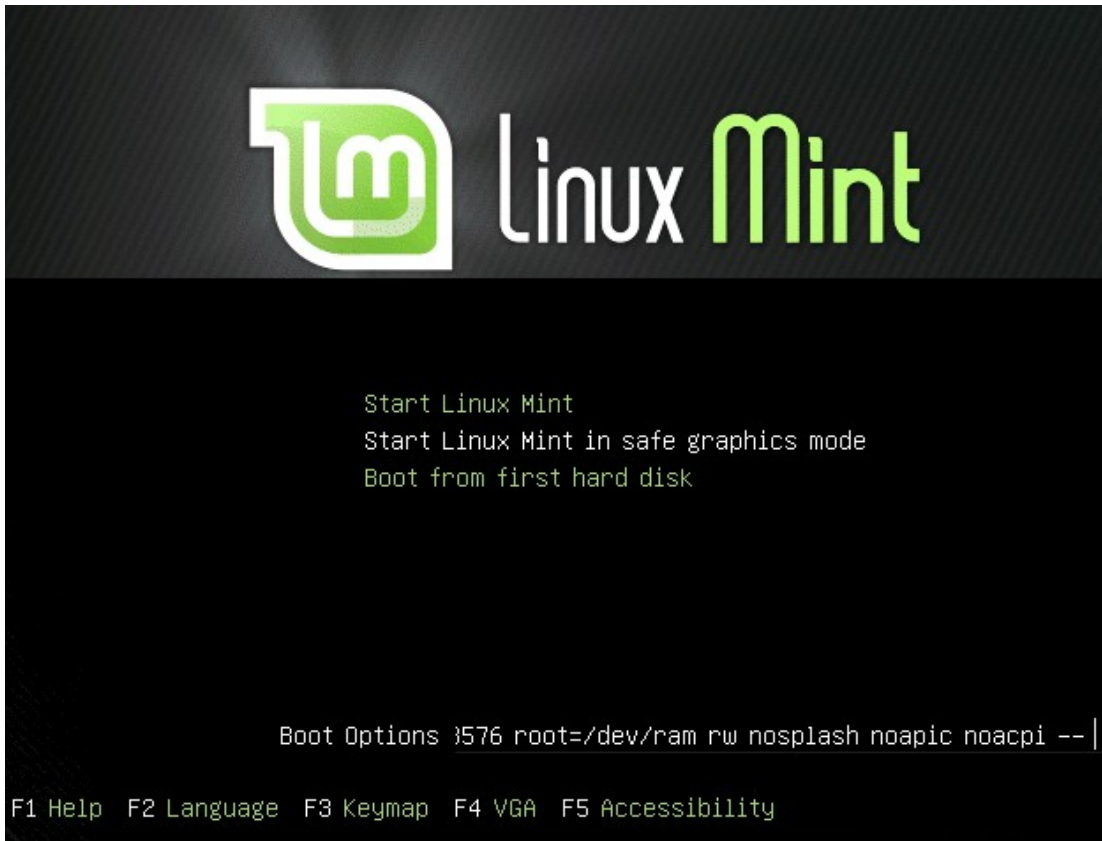 lm Linux Mint
Start Linux Mint
Start Linux Mint in safe graphics mode
Boot from first hard disk
Boot Options root=/dev/ram rw nosplash noapic noacpi --
F1 Help F2 Language F3 Keymap F4 VGA F5 Accessibility